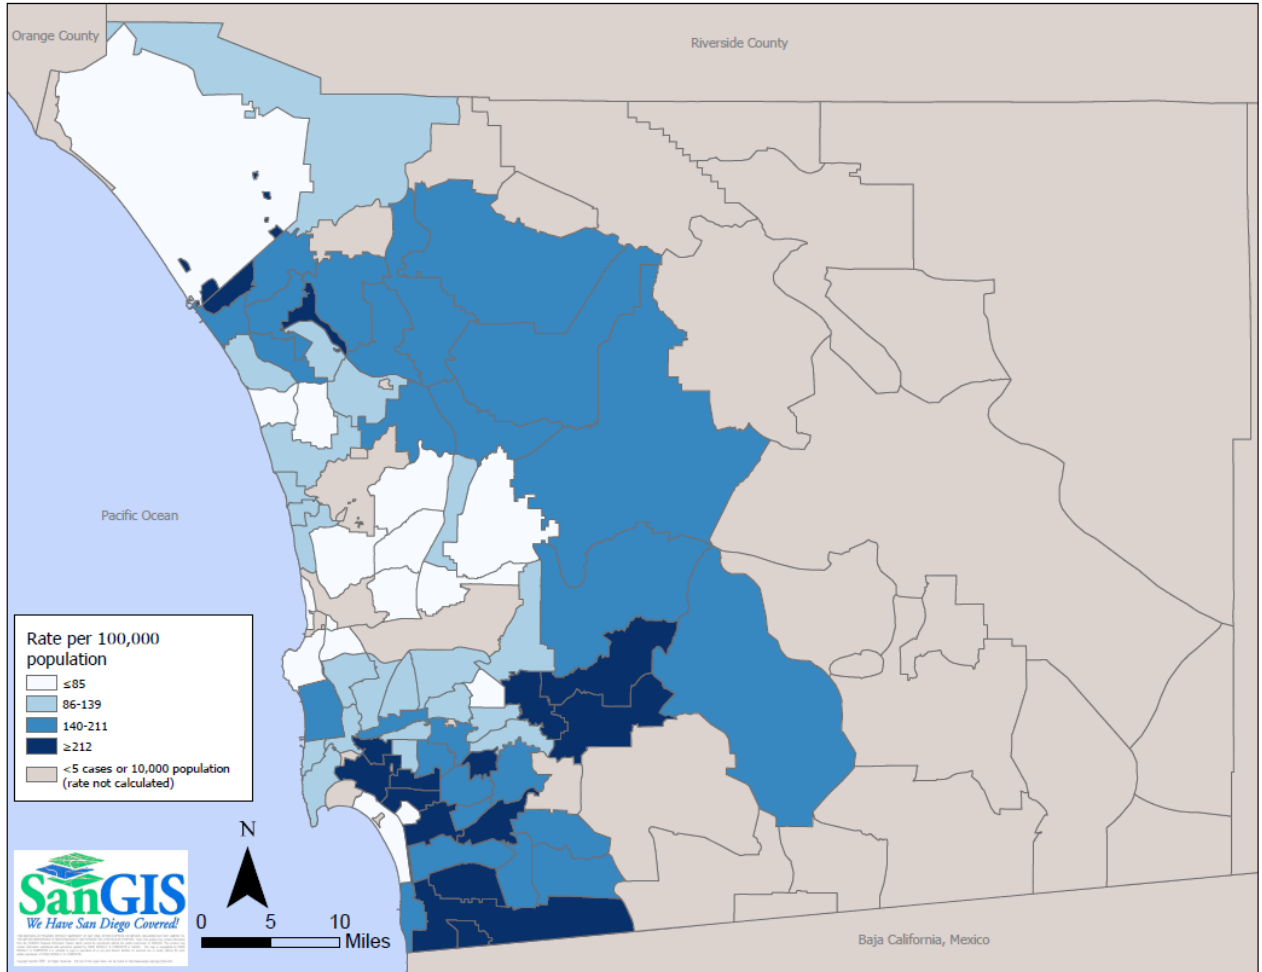 Orange County
Riverside County
Pacific Ocean
Rate per 100,000
population
≤85
86-139
140-211
≥212
<5 cases or 10,000 population
(rate not calculated)
N
0 5 10
Miles
SanGIS
We Have San Diego Covered!
Baja California, Mexico